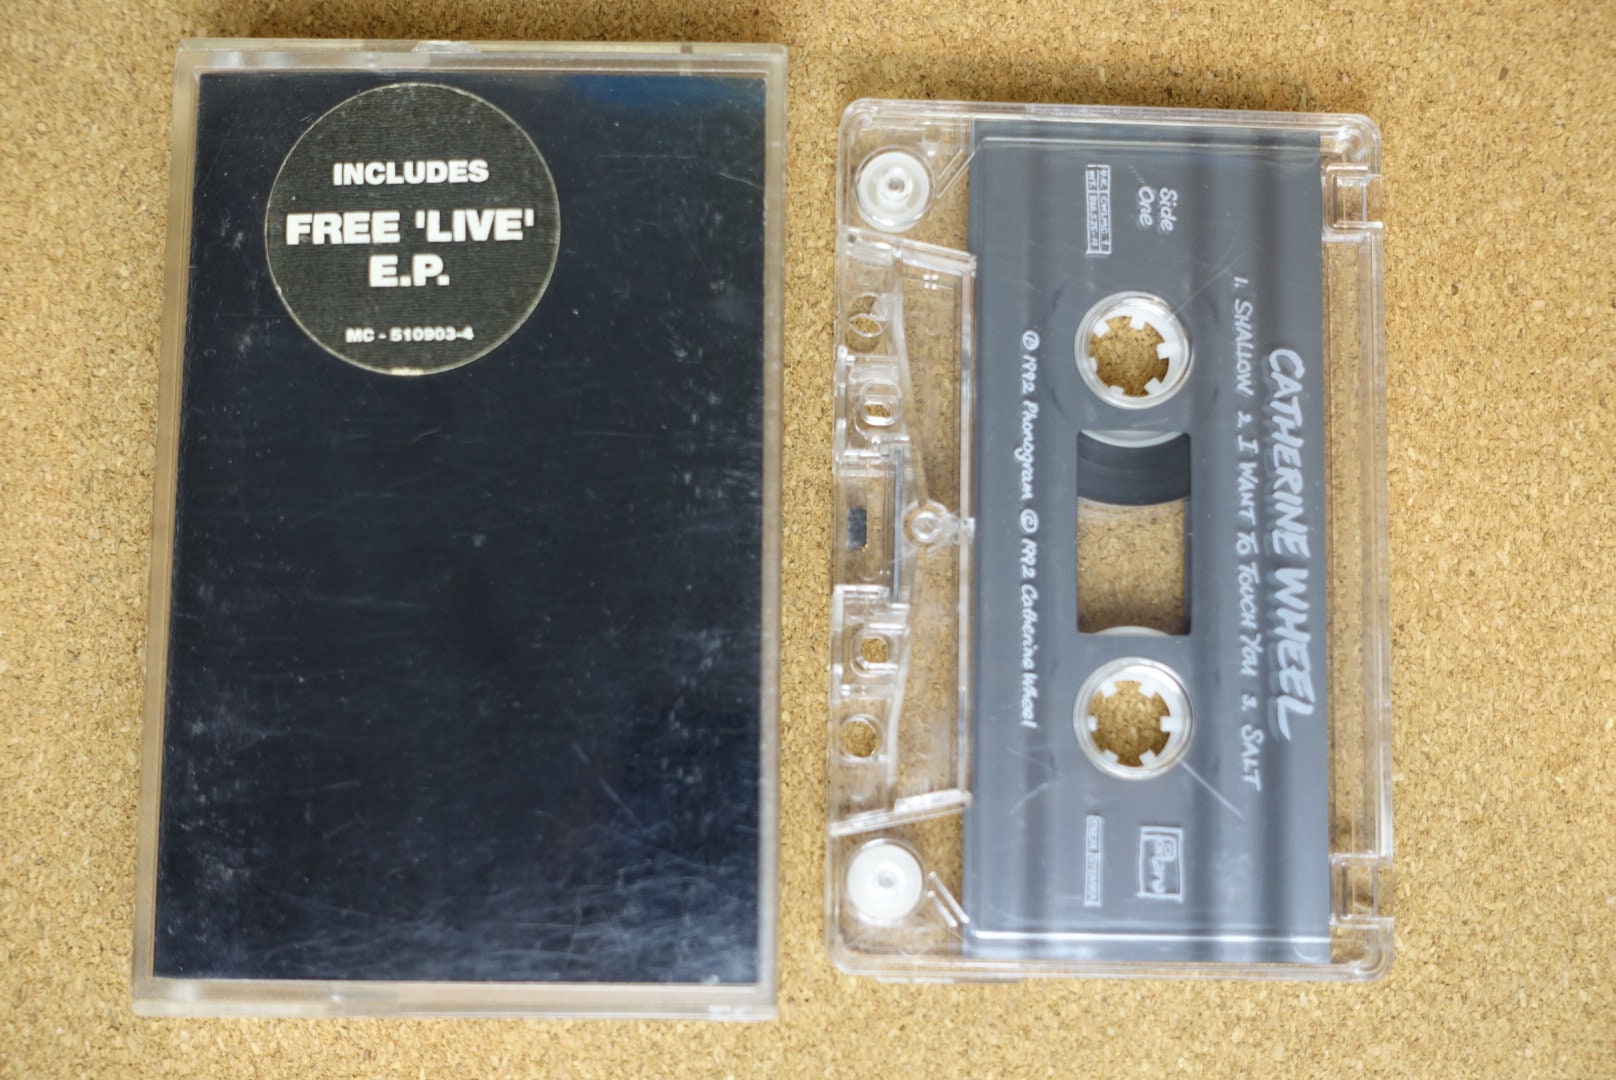 INCLUDES
FREE 'LIVE'
E.P.
MC - 510903-4
CATHERINE WHEEL
1. SHALLOW 2. I WANT TO TOUCH YOU 3. SALT
Side
One
℗ 1992 Phonogram © 1992 Catherine Wheel